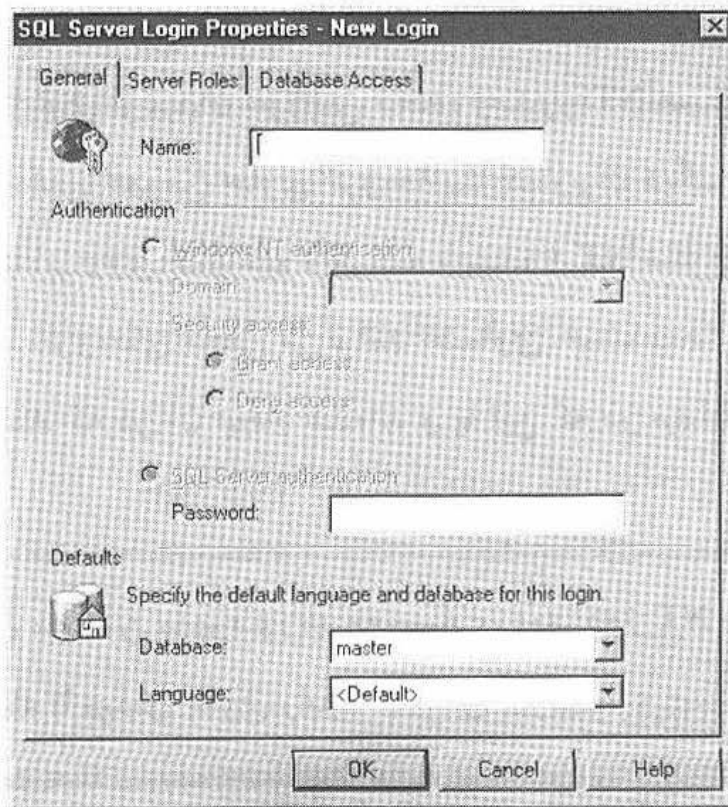 SQL Server Login Properties - New Login
General Server Roles Database Access
Name:
Authentication
Windows NT authentication
Domain:
Security access:
Grant access
Deny access
SQL Server authentication
Password:
Defaults
Specify the default language and database for this login.
Database: master
Language: <Default>
OK Cancel Help